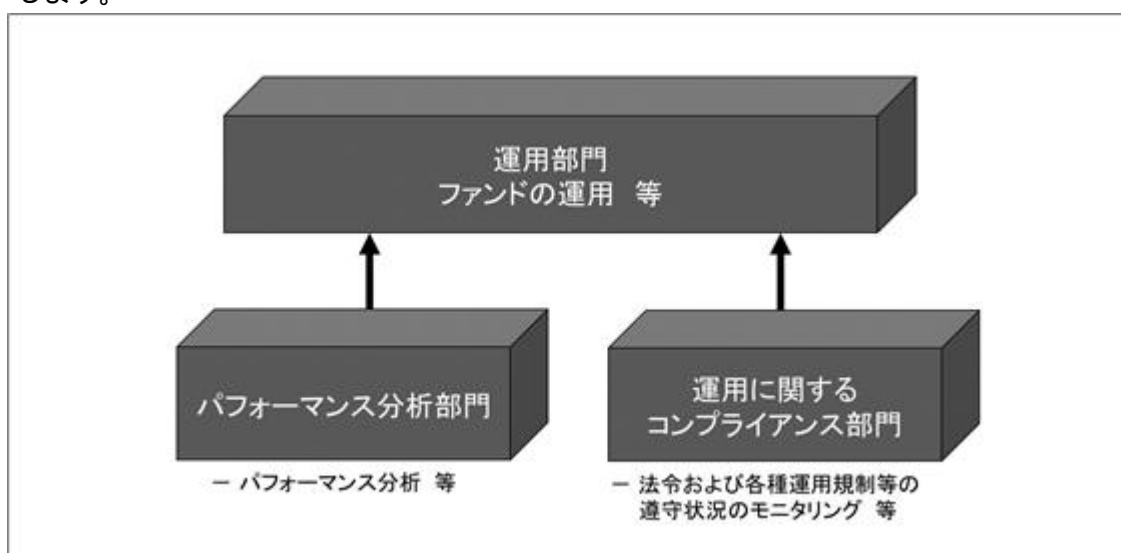 します。
運用部門
ファンドの運用 等
パフォーマンス分析部門
運用に関する
コンプライアンス部門
－ パフォーマンス分析 等
－ 法令および各種運用規制等の
遵守状況のモニタリング 等